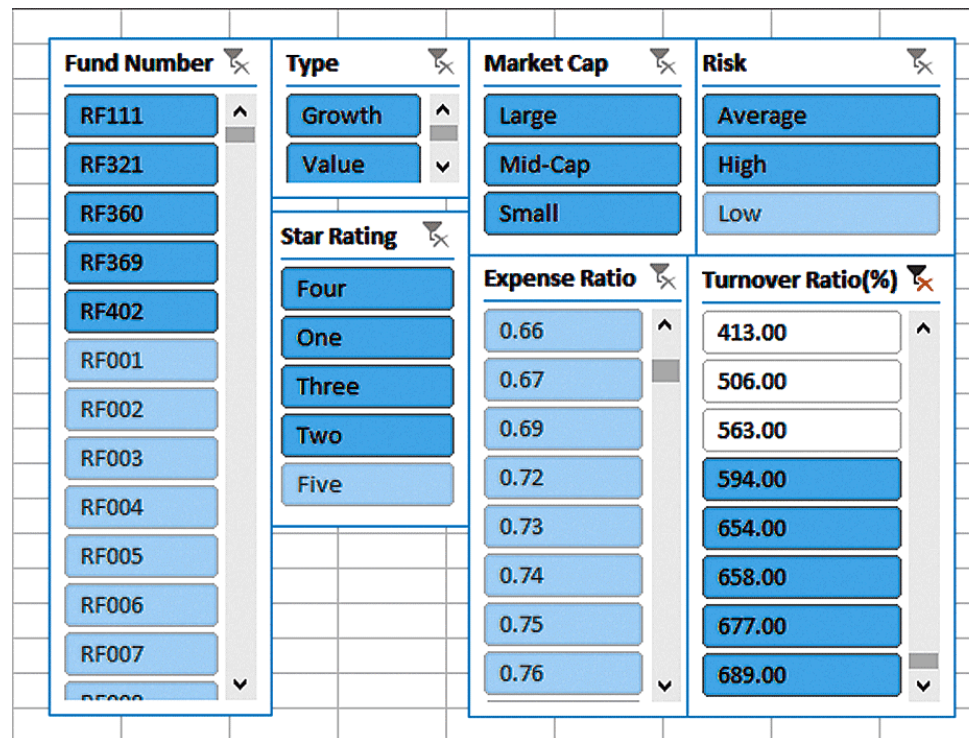 Fund Number
RF111
RF321
RF360
RF369
RF402
RF001
RF002
RF003
RF004
RF005
RF006
RF007
Type
Growth
Value
Star Rating
Four
One
Three
Two
Five
Market Cap
Large
Mid-Cap
Small
Risk
Average
High
Low
Expense Ratio
0.66
0.67
0.69
0.72
0.73
0.74
0.75
0.76
Turnover Ratio(%)
413.00
506.00
563.00
594.00
654.00
658.00
677.00
689.00